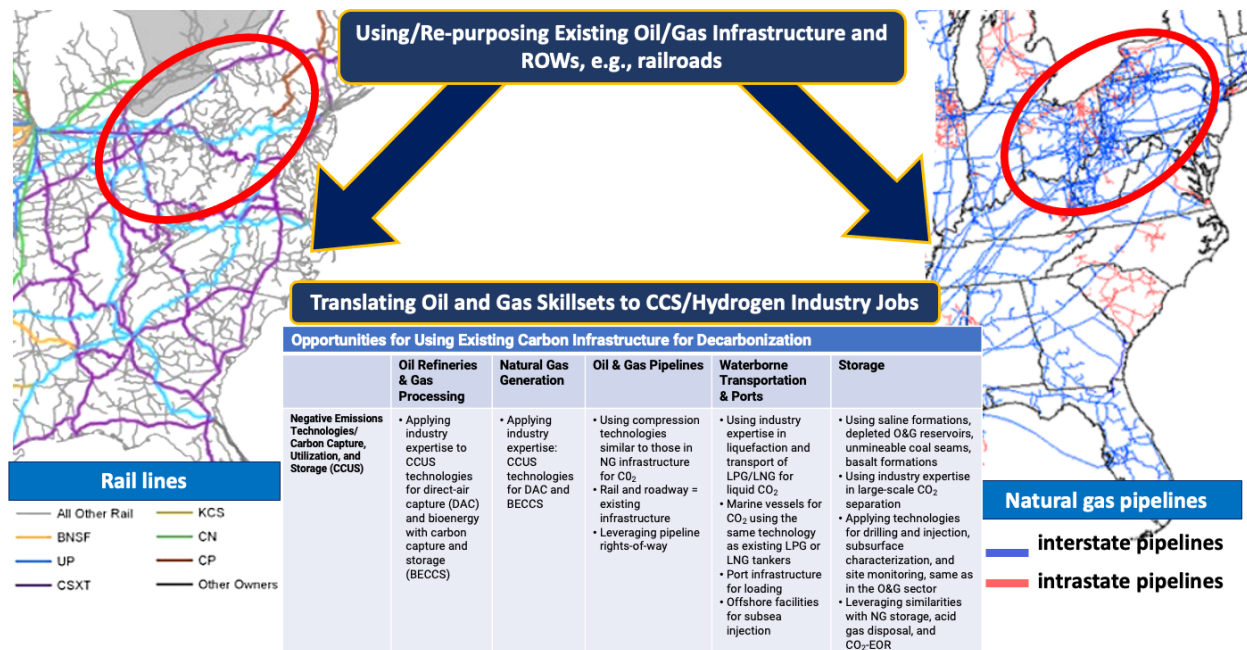 Using/Re-purposing Existing Oil/Gas Infrastructure and
ROWs, e.g., railroads
Translating Oil and Gas Skillsets to CCS/Hydrogen Industry Jobs
Opportunities for Using Existing Carbon Infrastructure for Decarbonization
Oil Refineries
& Gas
Processing
Natural Gas
Generation
Oil & Gas Pipelines
Waterborne
Transportation
& Ports
Storage
Negative Emissions
Technologies/
Carbon Capture,
Utilization, and
Storage (CCUS)
• Applying
industry
expertise to
CCUS
technologies
for direct-air
capture (DAC)
and bioenergy
with carbon
capture and
storage
(BECCS)
• Applying
industry
expertise:
CCUS
technologies
for DAC and
BECCS
• Using compression
technologies
similar to those in
NG infrastructure
for CO₂
• Rail and roadway =
existing
infrastructure
• Leveraging pipeline
rights-of-way
• Using industry
expertise in
liquefaction and
transport of
LPG/LNG for
liquid CO₂
• Marine vessels for
CO₂ using the
same technology
as existing LPG or
LNG tankers
• Port infrastructure
for loading
• Offshore facilities
for subsea
injection
• Using saline formations,
depleted O&G reservoirs,
unmineable coal seams,
basalt formations
• Using industry expertise
in large-scale CO₂
separation
• Applying technologies
for drilling and injection,
subsurface
characterization, and
site monitoring, same as
in the O&G sector
• Leveraging similarities
with NG storage, acid
gas disposal, and
CO₂-EOR
Rail lines
All Other Rail
BNSF
UP
CSXT
KCS
CN
CP
Other Owners
Natural gas pipelines
interstate pipelines
intrastate pipelines